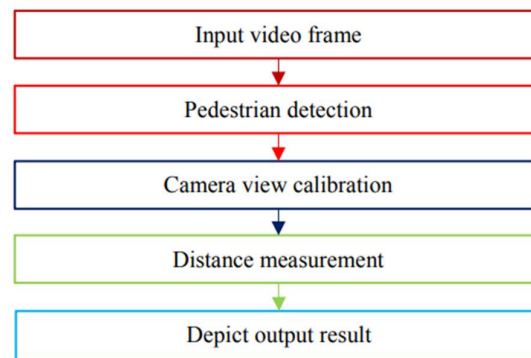 Input video frame
Pedestrian detection
Camera view calibration
Distance measurement
Depict output result